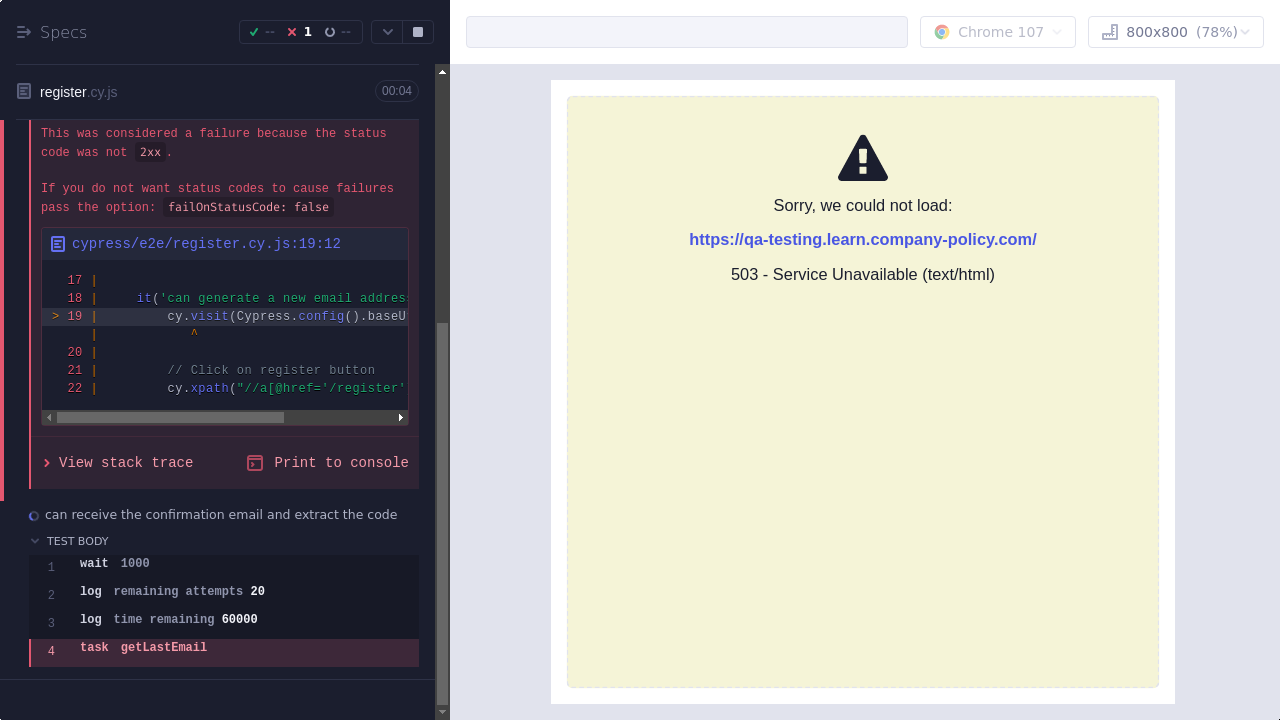 Specs
--
1
--
Chrome 107
800x800 (78%)
register.cy.js
00:04
This was considered a failure because the status
code was not 2xx.
If you do not want status codes to cause failures
pass the option: failOnStatusCode: false
cypress/e2e/register.cy.js:19:12
17 |
18 | it('can generate a new email address
> 19 | cy.visit(Cypress.config().baseU
| ^
20 |
21 | // Click on register button
22 | cy.xpath("//a[@href='/register'
View stack trace
Print to console
can receive the confirmation email and extract the code
TEST BODY
1 wait 1000
2 log remaining attempts 20
3 log time remaining 60000
4 task getLastEmail
Sorry, we could not load:
https://qa-testing.learn.company-policy.com/
503 - Service Unavailable (text/html)